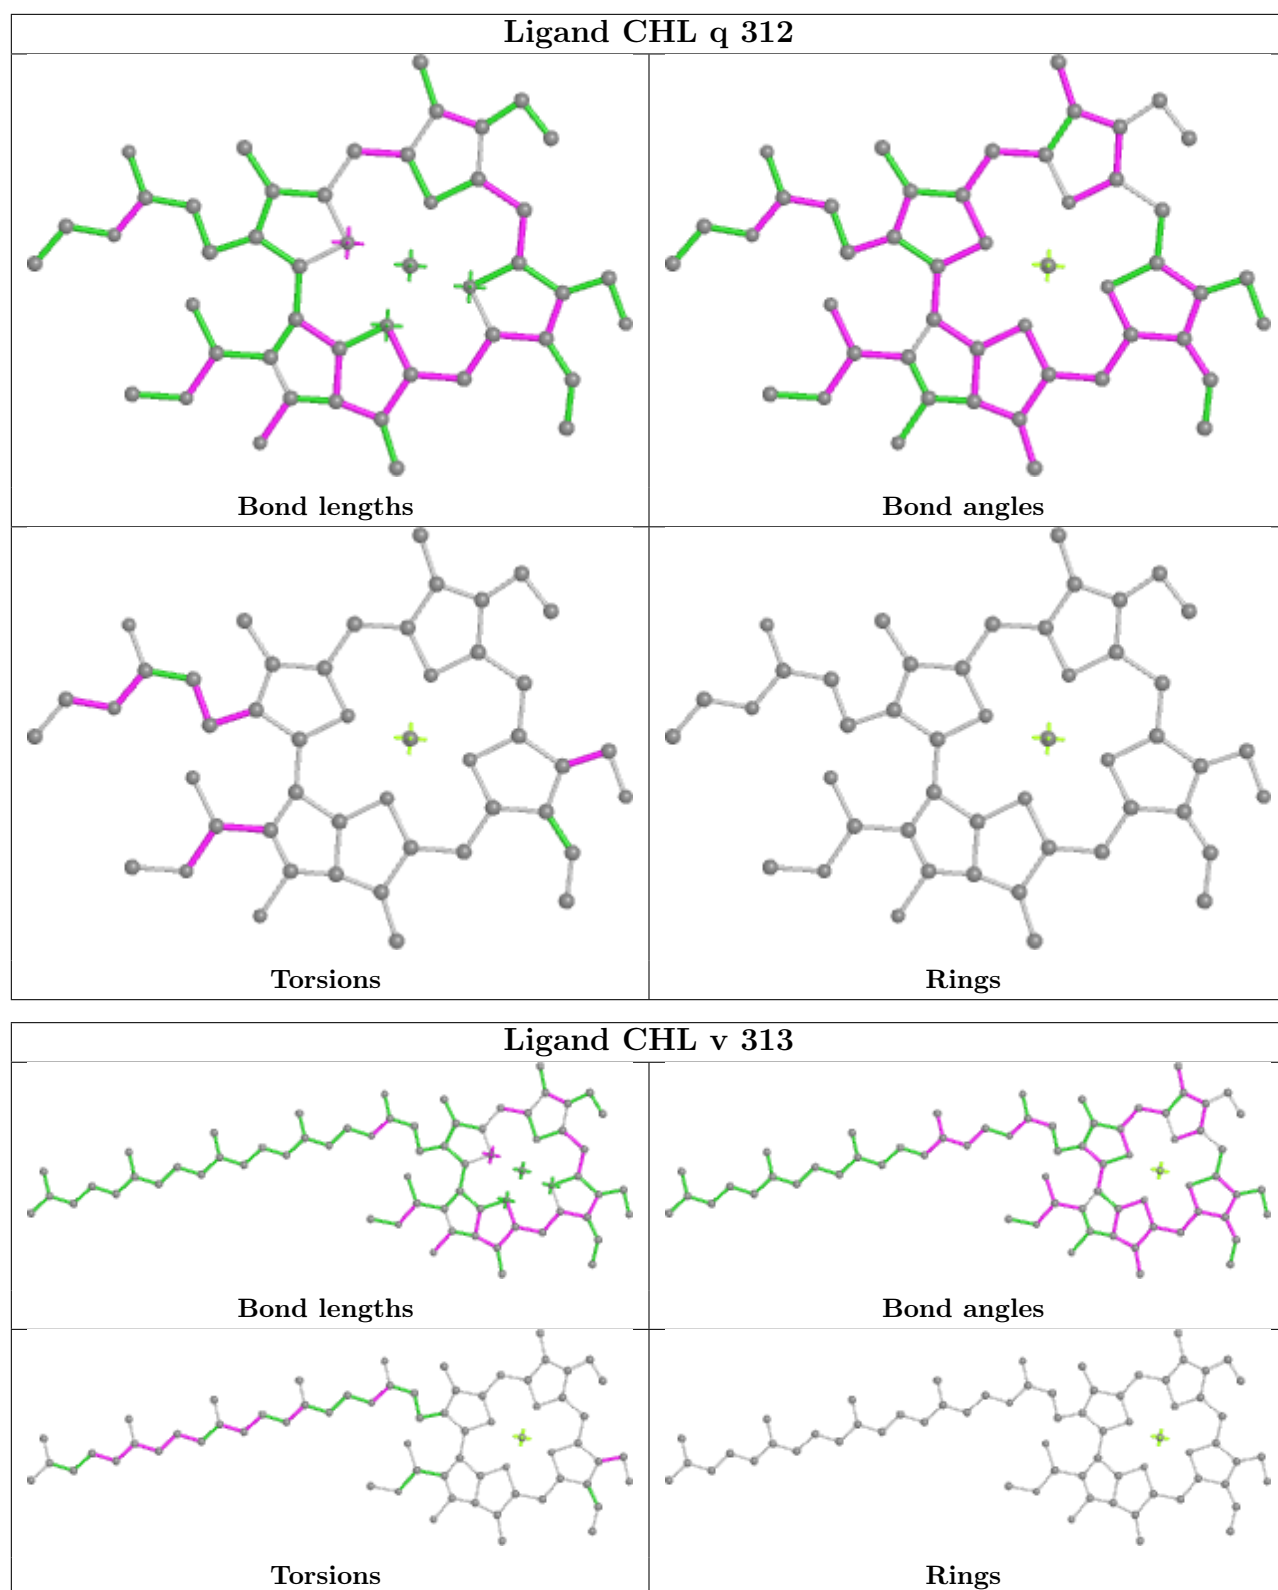 Ligand CHL q 312
Bond lengths
Bond angles
Torsions
Rings
Ligand CHL v 313
Bond lengths
Bond angles
Torsions
Rings